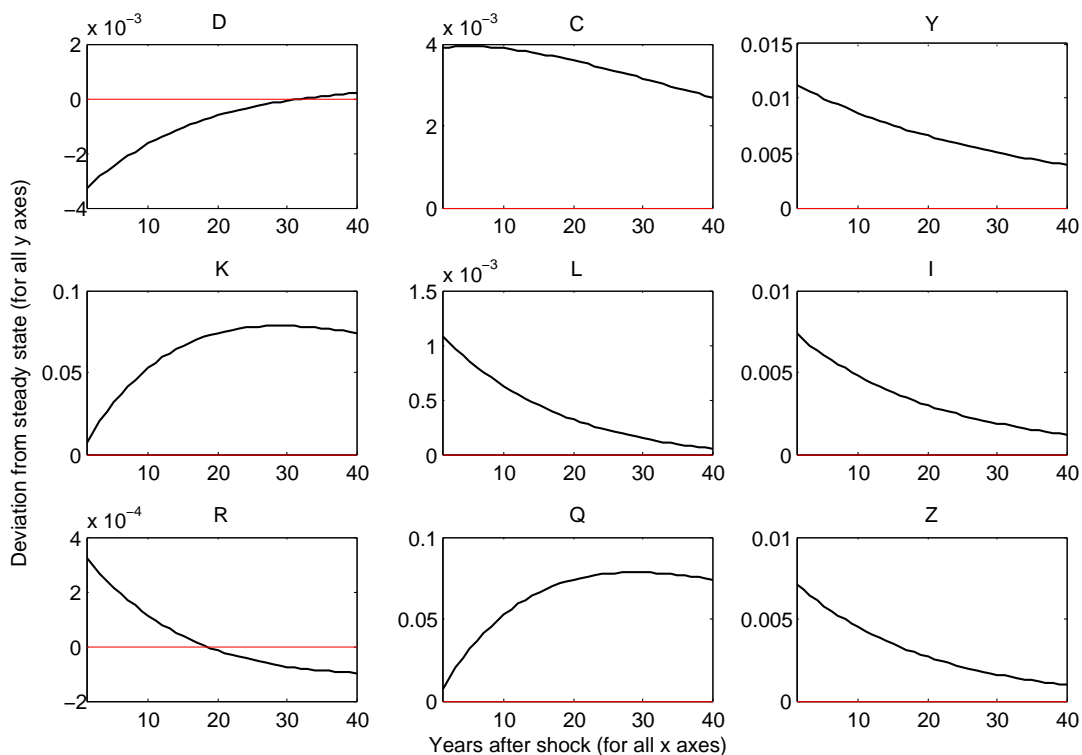 Deviation from steady state (for all y axes)
D
x 10−3
2
0
−2
−4
10 20 30 40
C
x 10−3
4
2
0
10 20 30 40
Y
0.015
0.01
0.005
0
10 20 30 40
K
0.1
0.05
0
10 20 30 40
L
x 10−3
1.5
1
0.5
0
10 20 30 40
I
0.01
0.005
0
10 20 30 40
R
x 10−4
4
2
0
−2
10 20 30 40
Q
0.1
0.05
0
10 20 30 40
Z
0.01
0.005
0
10 20 30 40
Years after shock (for all x axes)